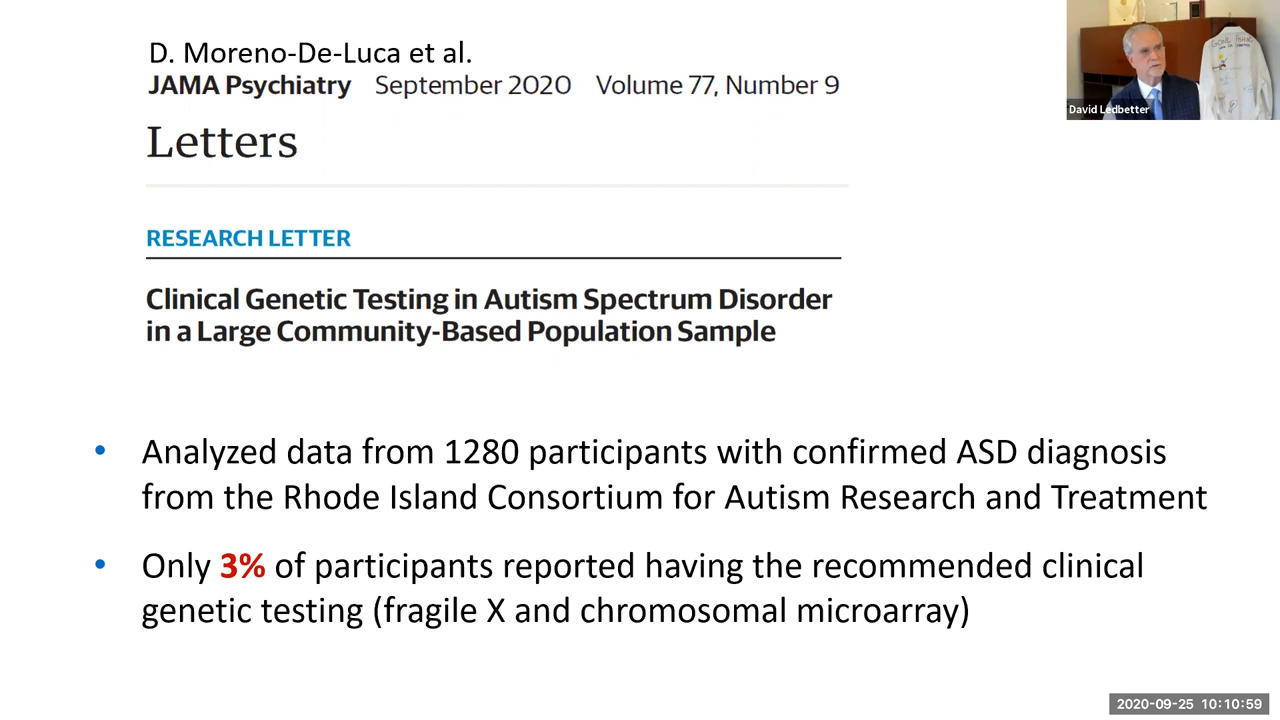 D. Moreno-De-Luca et al.
JAMA Psychiatry September 2020 Volume 77, Number 9
Letters
RESEARCH LETTER
Clinical Genetic Testing in Autism Spectrum Disorder
in a Large Community-Based Population Sample
• Analyzed data from 1280 participants with confirmed ASD diagnosis
from the Rhode Island Consortium for Autism Research and Treatment
• Only 3% of participants reported having the recommended clinical
genetic testing (fragile X and chromosomal microarray)
GONE
David Ledbetter
2020-09-25 10:10:59